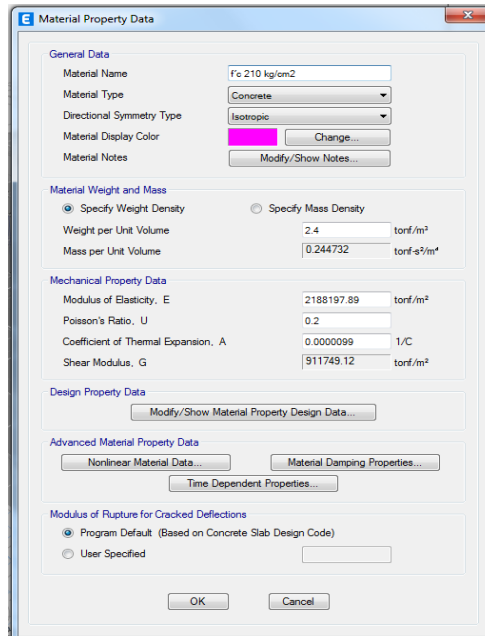 E Material Property Data x
General Data
Material Name f'c 210 kg/cm2
Material Type Concrete
Directional Symmetry Type Isotropic
Material Display Color Change...
Material Notes Modify/Show Notes...
Material Weight and Mass
Specify Weight Density Specify Mass Density
Weight per Unit Volume 2.4 tonf/m³
Mass per Unit Volume 0.244732 tonf-s²/m⁴
Mechanical Property Data
Modulus of Elasticity, E 2188197.89 tonf/m²
Poisson's Ratio, U 0.2
Coefficient of Thermal Expansion, A 0.0000099 1/C
Shear Modulus, G 911749.12 tonf/m²
Design Property Data
Modify/Show Material Property Design Data...
Advanced Material Property Data
Nonlinear Material Data... Material Damping Properties...
Time Dependent Properties...
Modulus of Rupture for Cracked Deflections
Program Default (Based on Concrete Slab Design Code)
User Specified
OK Cancel